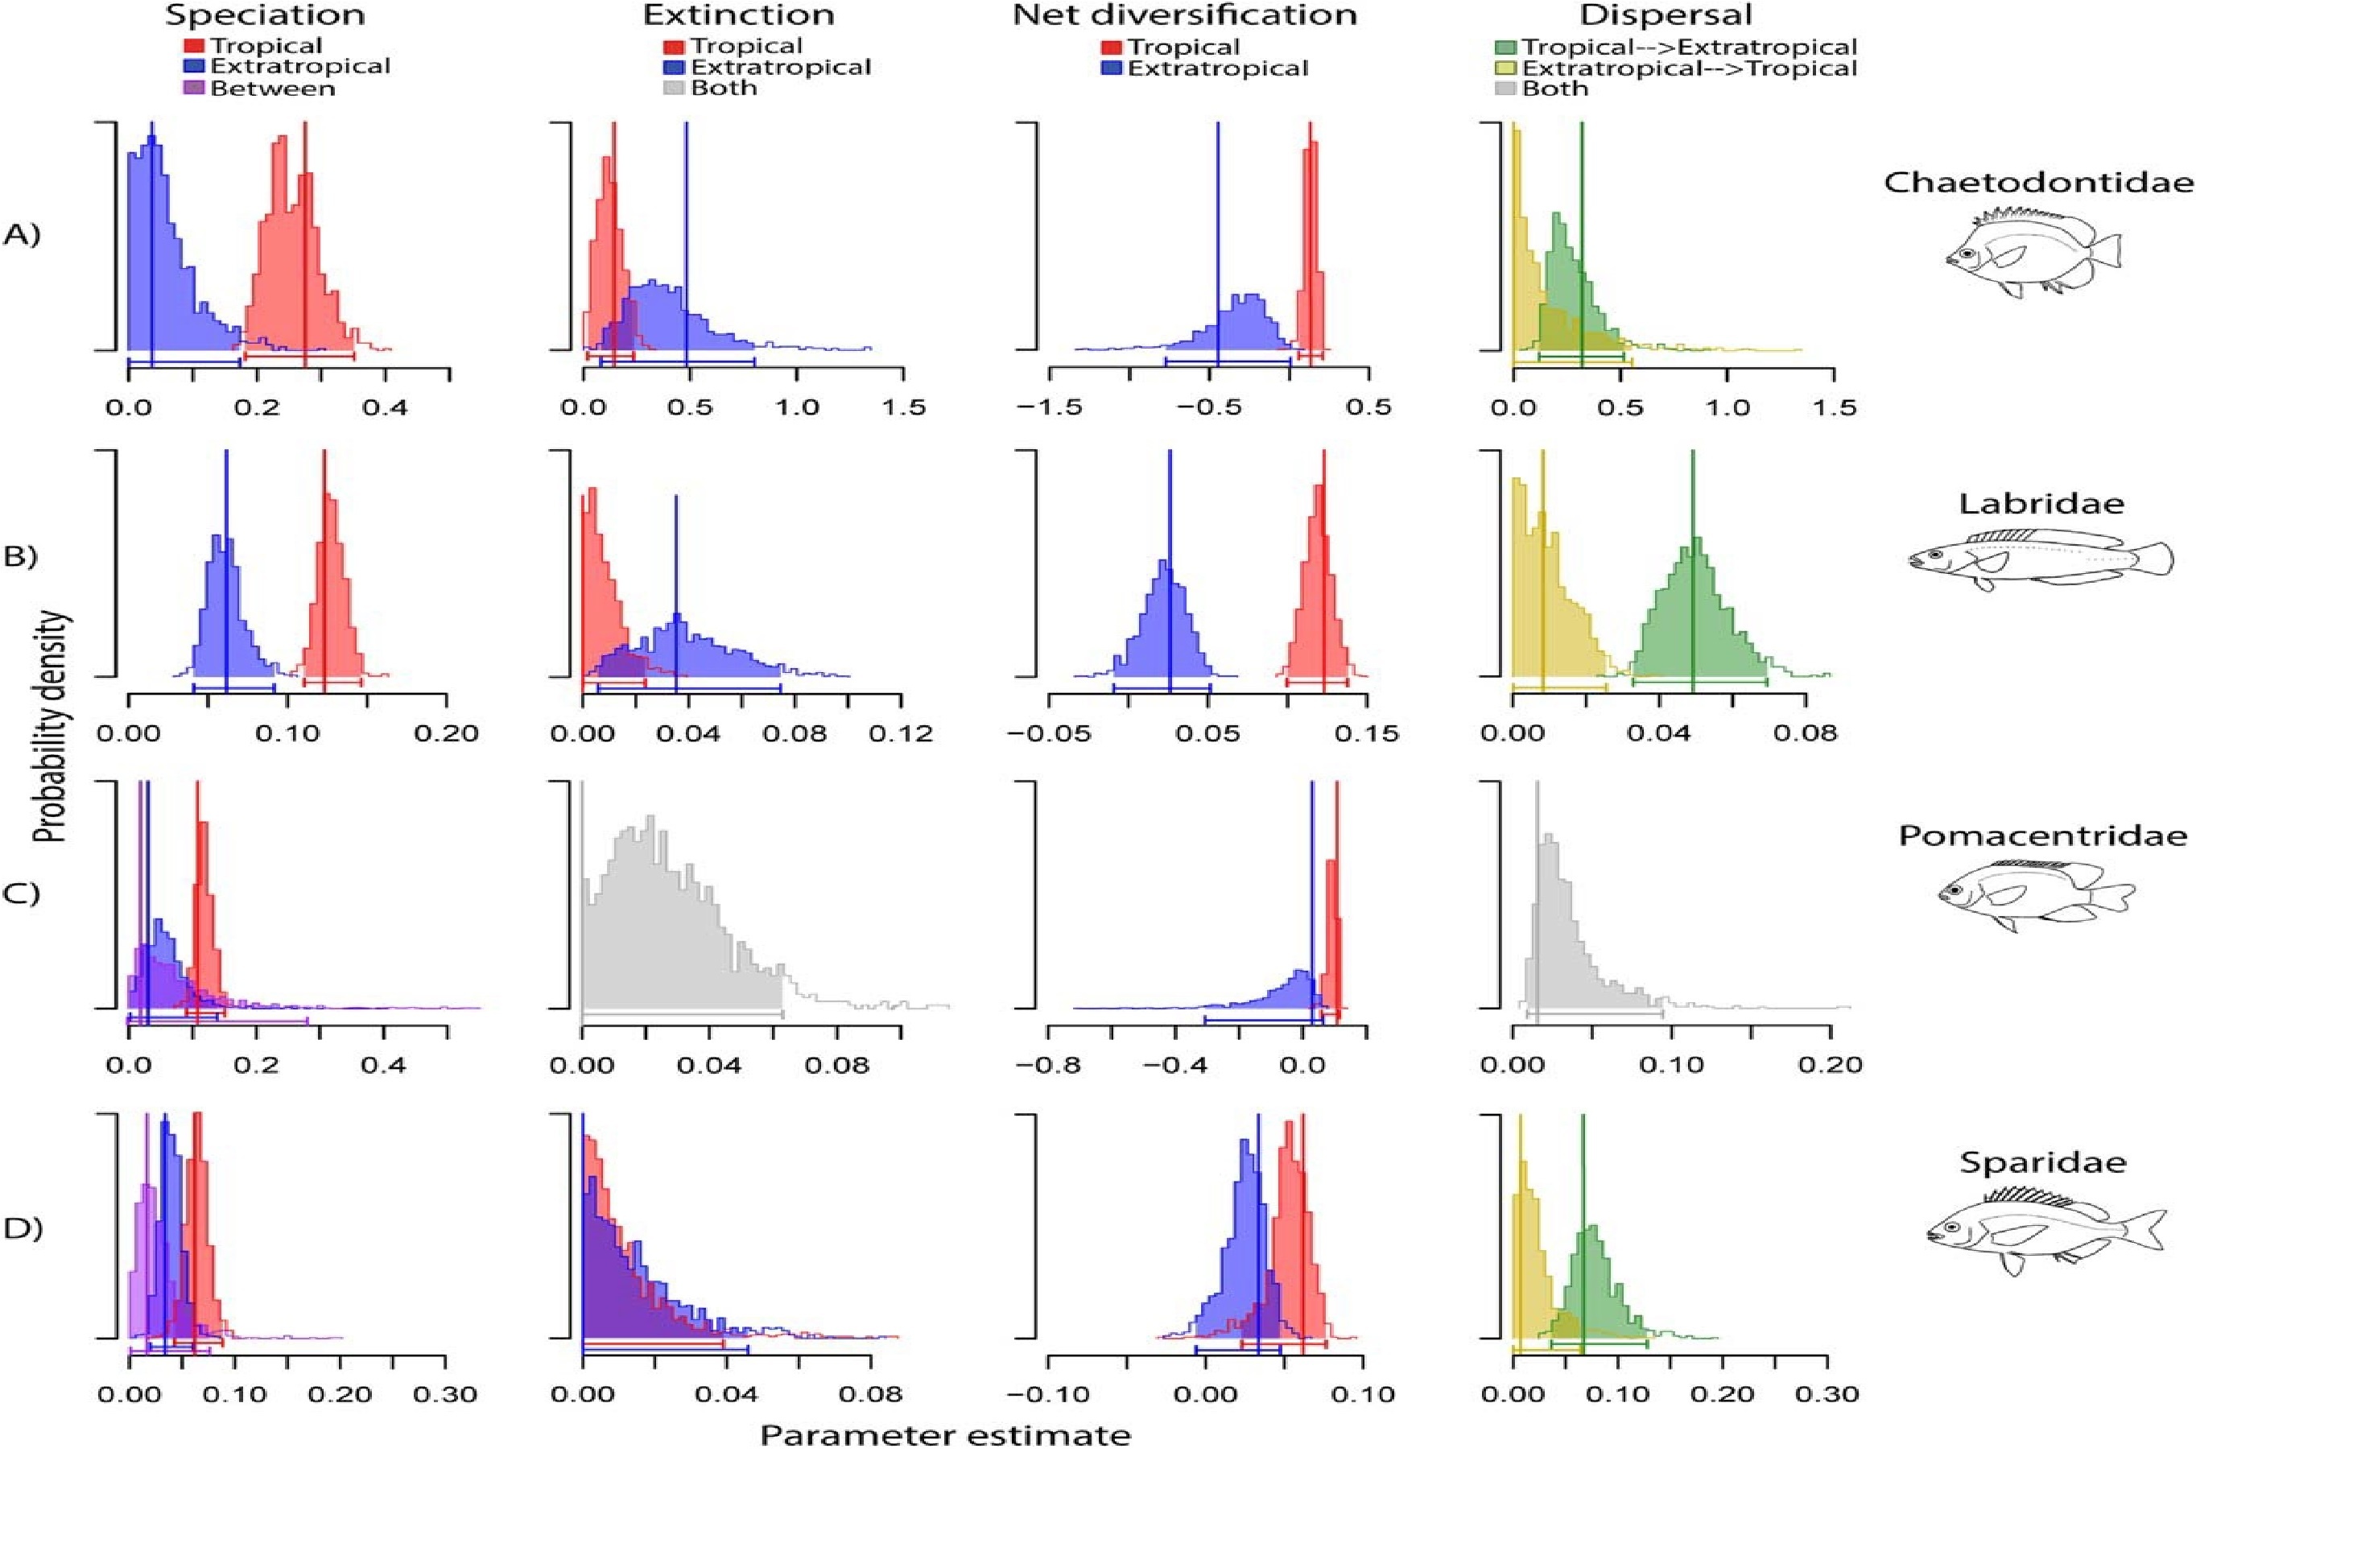 Speciation Extinction Net diversification Dispersal
Tropical Tropical Tropical Tropical-->Extratropical
Extratropical Extratropical Extratropical Extratropical-->Tropical
Between Both Both
A)
Chaetodontidae
0.0 0.2 0.4 0.0 0.5 1.0 1.5 −1.5 −0.5 0.5 0.0 0.5 1.0 1.5
B)
Labridae
0.00 0.10 0.20 0.00 0.04 0.08 0.12 −0.05 0.05 0.15 0.00 0.04 0.08
Probability density
C)
Pomacentridae
0.0 0.2 0.4 0.00 0.04 0.08 −0.8 −0.4 0.0 0.00 0.10 0.20
D)
Sparidae
0.00 0.10 0.20 0.30 0.00 0.04 0.08 −0.10 0.00 0.10 0.00 0.10 0.20 0.30
Parameter estimate